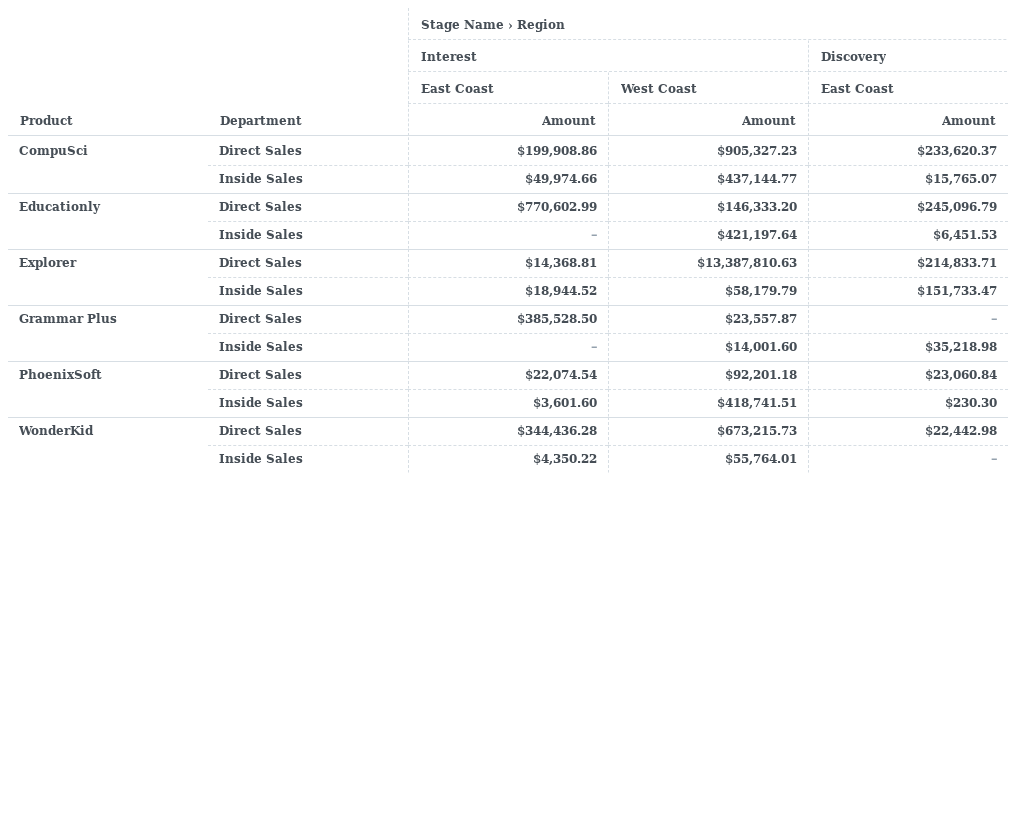 Stage Name › Region
Interest Discovery
East Coast West Coast East Coast
Product Department Amount Amount Amount
CompuSci Direct Sales $199,908.86 $905,327.23 $233,620.37
Inside Sales $49,974.66 $437,144.77 $15,765.07
Educationly Direct Sales $770,602.99 $146,333.20 $245,096.79
Inside Sales – $421,197.64 $6,451.53
Explorer Direct Sales $14,368.81 $13,387,810.63 $214,833.71
Inside Sales $18,944.52 $58,179.79 $151,733.47
Grammar Plus Direct Sales $385,528.50 $23,557.87 –
Inside Sales – $14,001.60 $35,218.98
PhoenixSoft Direct Sales $22,074.54 $92,201.18 $23,060.84
Inside Sales $3,601.60 $418,741.51 $230.30
WonderKid Direct Sales $344,436.28 $673,215.73 $22,442.98
Inside Sales $4,350.22 $55,764.01 –